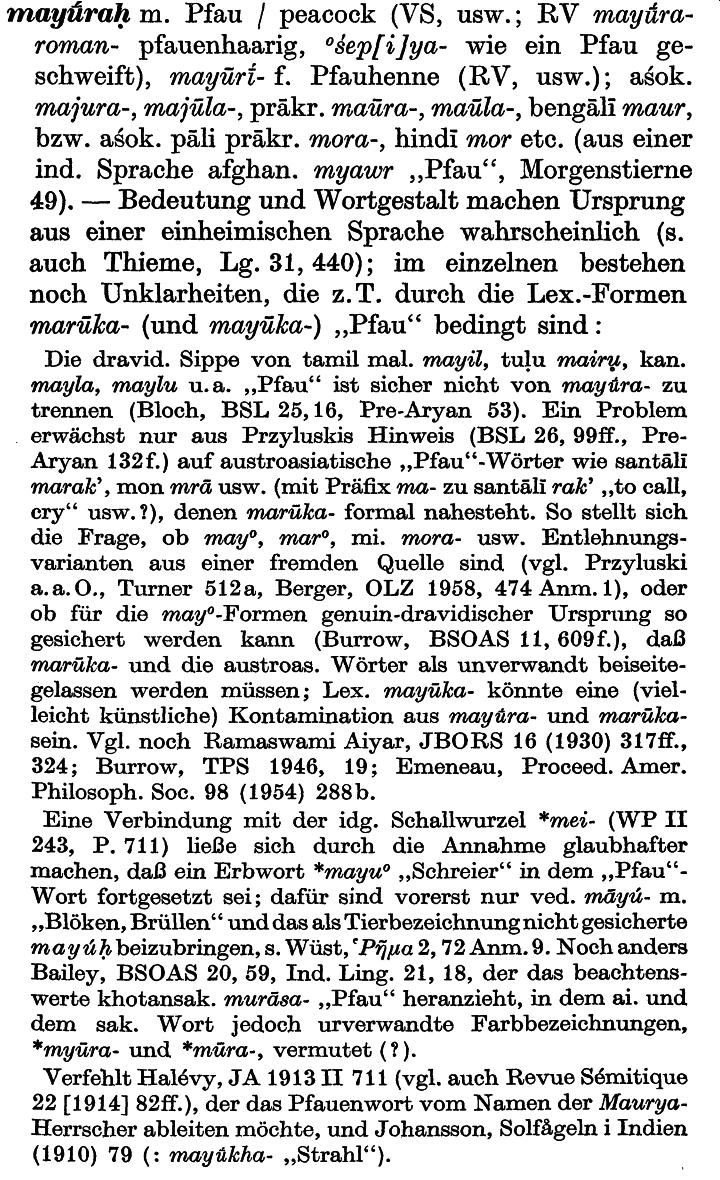 mayū́raḥ m. Pfau / peacock (VS, usw.; RV mayū́ra-
roman- pfauenhaarig, °śep[i]ya- wie ein Pfau ge-
schweift), mayūrī́- f. Pfauhenne (RV, usw.); aśok.
majura-, majūla-, prākr. maūra-, maūla-, bengālī maur,
bzw. aśok. pāli prākr. mora-, hindī mor etc. (aus einer
ind. Sprache afghan. myawr „Pfau“, Morgenstierne
49). — Bedeutung und Wortgestalt machen Ursprung
aus einer einheimischen Sprache wahrscheinlich (s.
auch Thieme, Lg. 31, 440); im einzelnen bestehen
noch Unklarheiten, die z.T. durch die Lex.-Formen
marūka- (und mayūka-) „Pfau“ bedingt sind:
Die dravid. Sippe von tamil mal. mayil, tuḷu mairụ, kan.
mayla, maylu u.a. „Pfau“ ist sicher nicht von mayū́ra- zu
trennen (Bloch, BSL 25,16, Pre-Aryan 53). Ein Problem
erwächst nur aus Przyluskis Hinweis (BSL 26, 99ff., Pre-
Aryan 132f.) auf austroasiatische „Pfau“-Wörter wie santālī
marak’, mon mrā usw. (mit Präfix ma- zu santālī rak’ „to call,
cry“ usw.?), denen marūka- formal nahesteht. So stellt sich
die Frage, ob may°, mar°, mi. mora- usw. Entlehnungs-
varianten aus einer fremden Quelle sind (vgl. Przyluski
a.a.O., Turner 512a, Berger, OLZ 1958, 474 Anm. 1), oder
ob für die may°-Formen genuin-dravidischer Ursprung so
gesichert werden kann (Burrow, BSOAS 11, 609f.), daß
marūka- und die austroas. Wörter als unverwandt beiseite-
gelassen werden müssen; Lex. mayūka- könnte eine (viel-
leicht künstliche) Kontamination aus mayū́ra- und marūka-
sein. Vgl. noch Ramaswami Aiyar, JBORS 16 (1930) 317ff.,
324; Burrow, TPS 1946, 19; Emeneau, Proceed. Amer.
Philosoph. Soc. 98 (1954) 288b.
Eine Verbindung mit der idg. Schallwurzel *mei- (WP II
243, P. 711) ließe sich durch die Annahme glaubhafter
machen, daß ein Erbwort *mayu° „Schreier“ in dem „Pfau“-
Wort fortgesetzt sei; dafür sind vorerst nur ved. māyú- m.
„Blöken, Brüllen“ und das als Tierbezeichnung nicht gesicherte
mayúḥ beizubringen, s. Wüst, Ῥῆμα 2, 72 Anm. 9. Noch anders
Bailey, BSOAS 20, 59, Ind. Ling. 21, 18, der das beachtens-
werte khotansak. murāsa- „Pfau“ heranzieht, in dem ai. und
dem sak. Wort jedoch urverwandte Farbbezeichnungen,
*myūra- und *mūra-, vermutet (?).
Verfehlt Halévy, JA 1913 II 711 (vgl. auch Revue Sémitique
22 [1914] 82ff.), der das Pfauenwort vom Namen der Maurya-
Herrscher ableiten möchte, und Johansson, Solfågeln i Indien
(1910) 79 (: mayū́kha- „Strahl“).